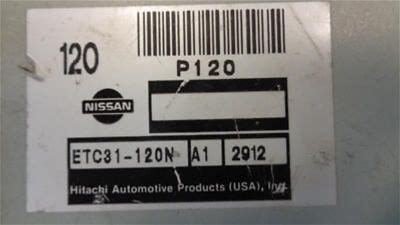 120
P120
NISSAN
ETC31-120N A1 2912
Hitachi Automotive Products (USA), Inc.